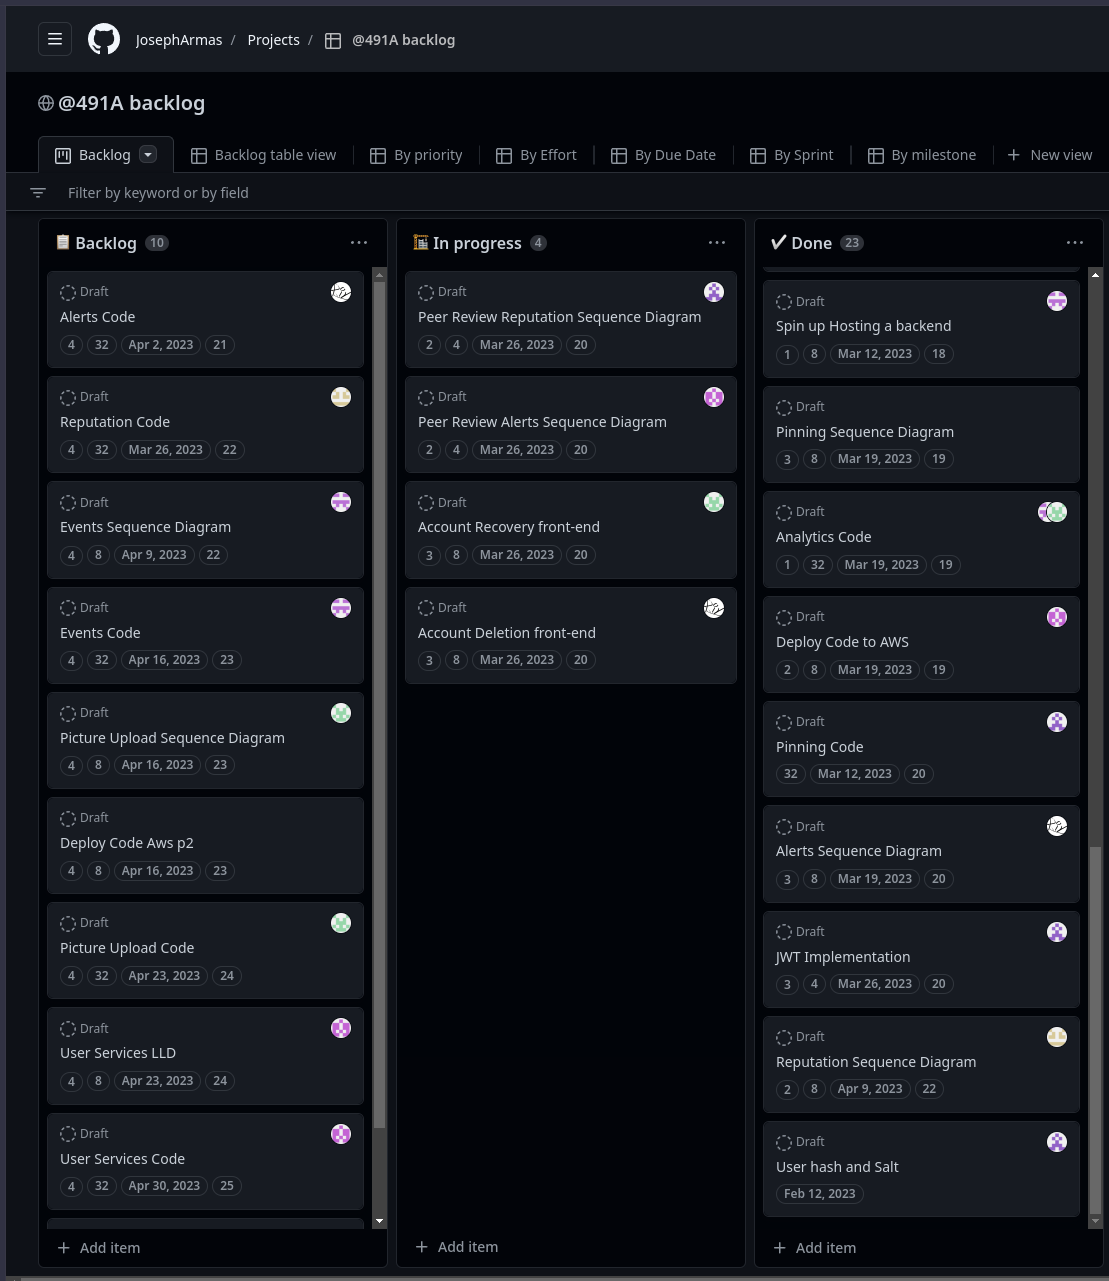 JosephArmas / Projects / @491A backlog
@491A backlog
Backlog Backlog table view By priority By Effort By Due Date By Sprint By milestone + New view
Filter by keyword or by field
Backlog 10
Draft
Alerts Code
4 32 Apr 2, 2023 21
Draft
Reputation Code
4 32 Mar 26, 2023 22
Draft
Events Sequence Diagram
4 8 Apr 9, 2023 22
Draft
Events Code
4 32 Apr 16, 2023 23
Draft
Picture Upload Sequence Diagram
4 8 Apr 16, 2023 23
Draft
Deploy Code Aws p2
4 8 Apr 16, 2023 23
Draft
Picture Upload Code
4 32 Apr 23, 2023 24
Draft
User Services LLD
4 8 Apr 23, 2023 24
Draft
User Services Code
4 32 Apr 30, 2023 25
+ Add item
In progress 4
Draft
Peer Review Reputation Sequence Diagram
2 4 Mar 26, 2023 20
Draft
Peer Review Alerts Sequence Diagram
2 4 Mar 26, 2023 20
Draft
Account Recovery front-end
3 8 Mar 26, 2023 20
Draft
Account Deletion front-end
3 8 Mar 26, 2023 20
+ Add item
Done 23
Draft
Spin up Hosting a backend
1 8 Mar 12, 2023 18
Draft
Pinning Sequence Diagram
3 8 Mar 19, 2023 19
Draft
Analytics Code
1 32 Mar 19, 2023 19
Draft
Deploy Code to AWS
2 8 Mar 19, 2023 19
Draft
Pinning Code
32 Mar 12, 2023 20
Draft
Alerts Sequence Diagram
3 8 Mar 19, 2023 20
Draft
JWT Implementation
3 4 Mar 26, 2023 20
Draft
Reputation Sequence Diagram
2 8 Apr 9, 2023 22
Draft
User hash and Salt
Feb 12, 2023
+ Add item